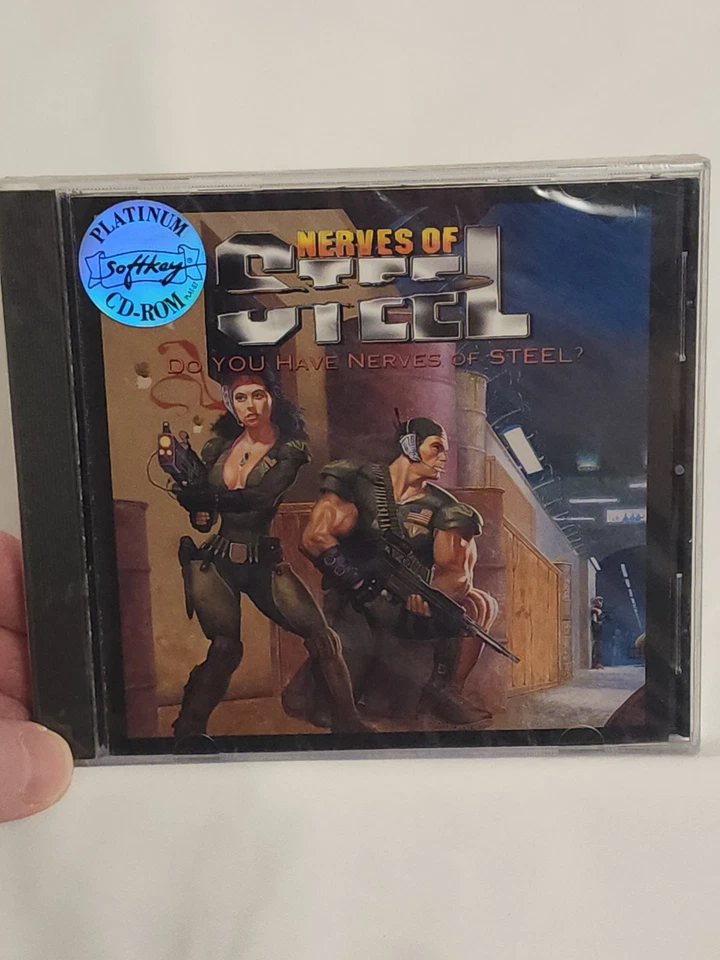 PLATINUM
SoftKey
CD-ROM
NERVES OF
STEEL
DO YOU HAVE NERVES OF STEEL?